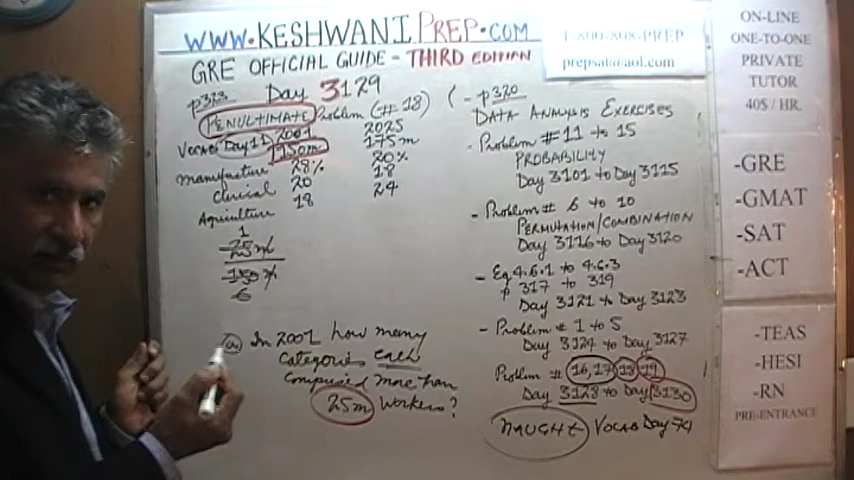 WWW.KESHWANIPREP.COM
GRE OFFICIAL GUIDE - THIRD EDITION
1-800-808-PREP
prepsat@aol.com
p323 Day 3129
PENULTIMATE Problem (#18)
VOCAB Day 11 2001 2025
150m 175m
Manufacture 28% 20%
Clerical 20 18
Agriculture 18 24
1
25m
150m
6
(a) In 2001 how many
Categories each
Comprised more than
25m Workers?
(- p320
DATA ANALYSIS EXERCISES
- Problem #11 to 15
PROBABILITY
Day 3101 to Day 3115
- Problem # 6 to 10
PERMUTATION/COMBINATION
Day 3116 to Day 3120
- Eg 4.6.1 to 4.6.3
p 317 to 319
Day 3121 to Day 3123
- Problem # 1 to 5
Day 3124 to Day 3127
Problem # 16, 17 18 19
Day 3128 to Day 3130
NAUGHT Vocab Day 74
ON-LINE
ONE-TO-ONE
PRIVATE
TUTOR
40$ / HR.
-GRE
-GMAT
-SAT
-ACT
-TEAS
-HESI
-RN
PRE-ENTRANCE